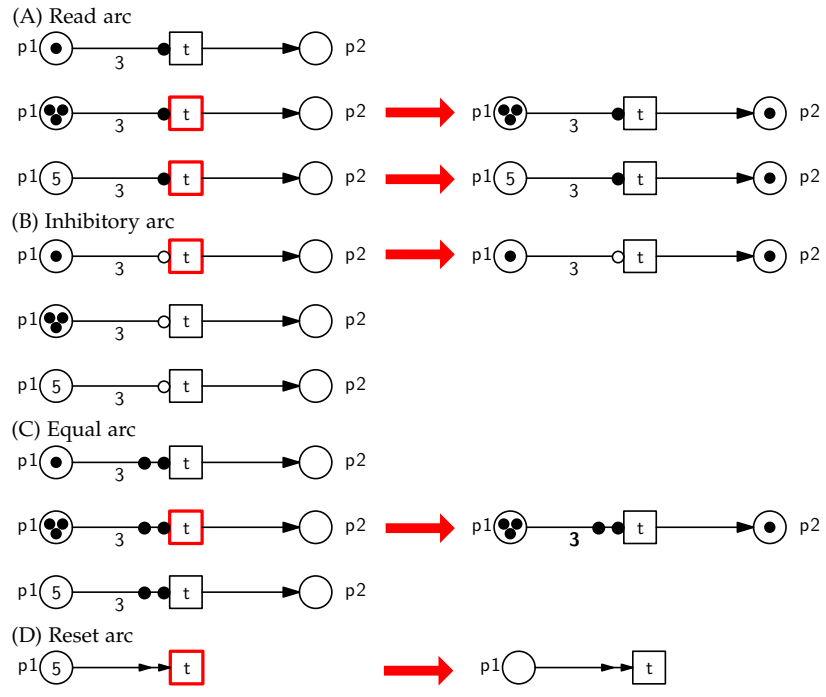 (A) Read arc
p1 3 t p2
p1 3 t p2 p1 3 t p2
p1 5 3 t p2 p1 5 3 t p2
(B) Inhibitory arc
p1 3 t p2 p1 3 t p2
p1 3 t p2
p1 5 3 t p2
(C) Equal arc
p1 3 t p2
p1 3 t p2 p1 3 t p2
p1 5 3 t p2
(D) Reset arc
p1 5 t p1 t